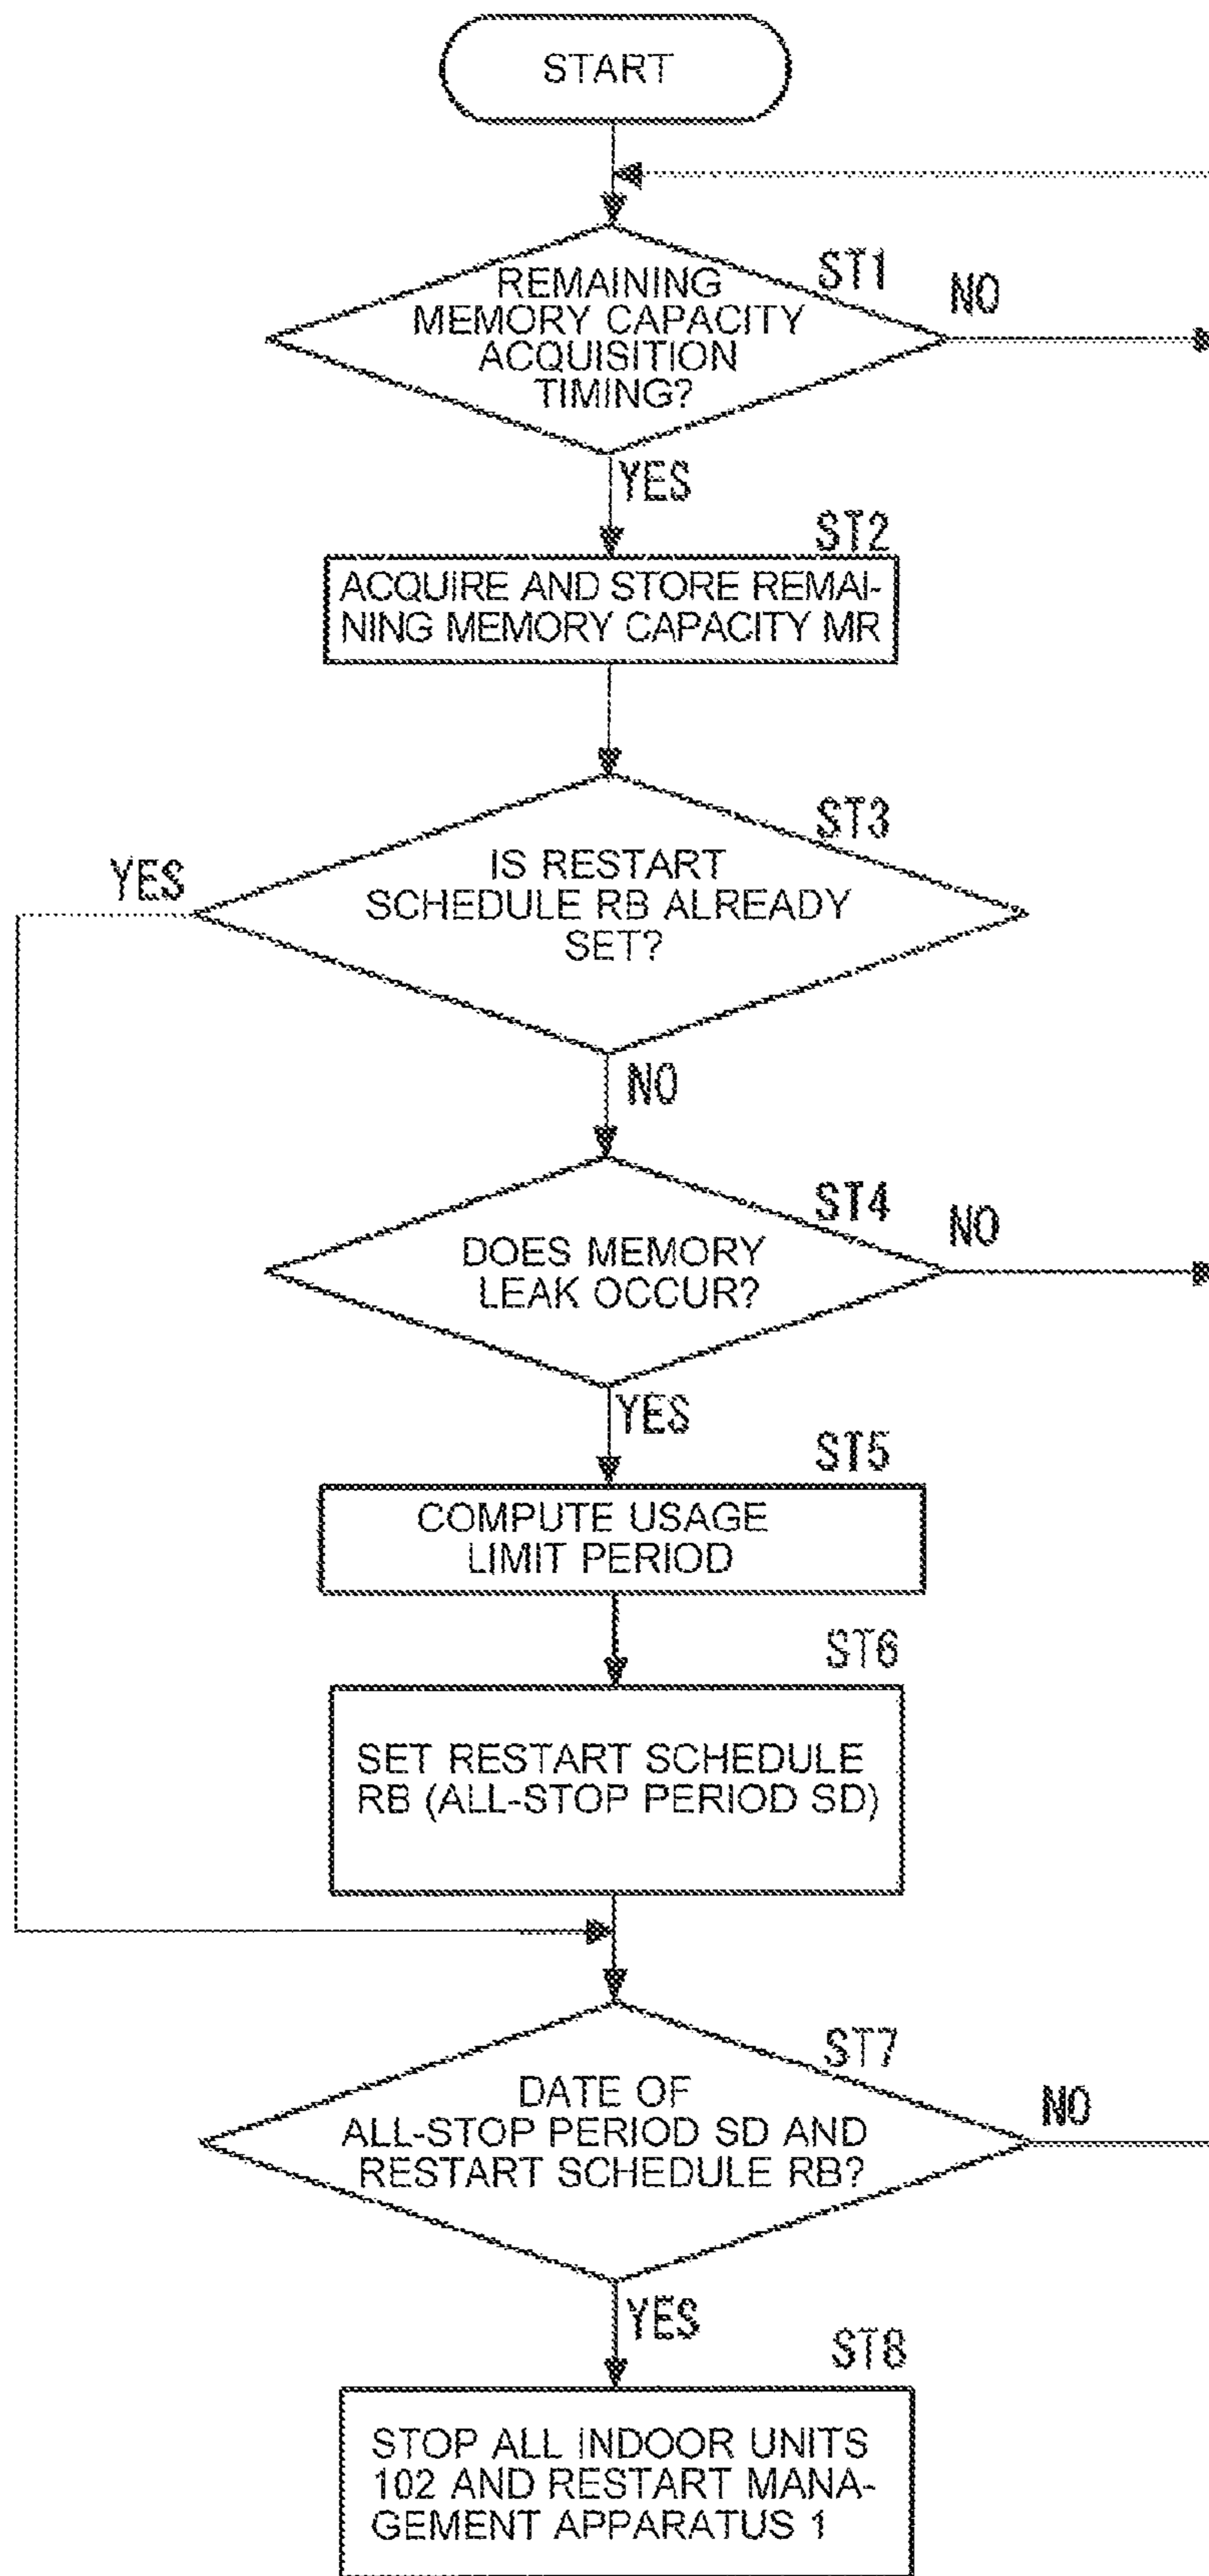 START
ST1
NO
REMAINING
MEMORY CAPACITY
ACQUISITION
TIMING?
YES
ST2
ACQUIRE AND STORE REMAI-
NING MEMORY CAPACITY MR
ST3
YES
IS RESTART
SCHEDULE RB ALREADY
SET?
NO
ST4
NO
DOES MEMORY
LEAK OCCUR?
YES
ST5
COMPUTE USAGE
LIMIT PERIOD
ST6
SET RESTART SCHEDULE
RB (ALL-STOP PERIOD SD)
ST7
NO
DATE OF
ALL-STOP PERIOD SD AND
RESTART SCHEDULE RB?
YES
ST8
STOP ALL INDOOR UNITS
102 AND RESTART MANA-
GEMENT APPARATUS 1